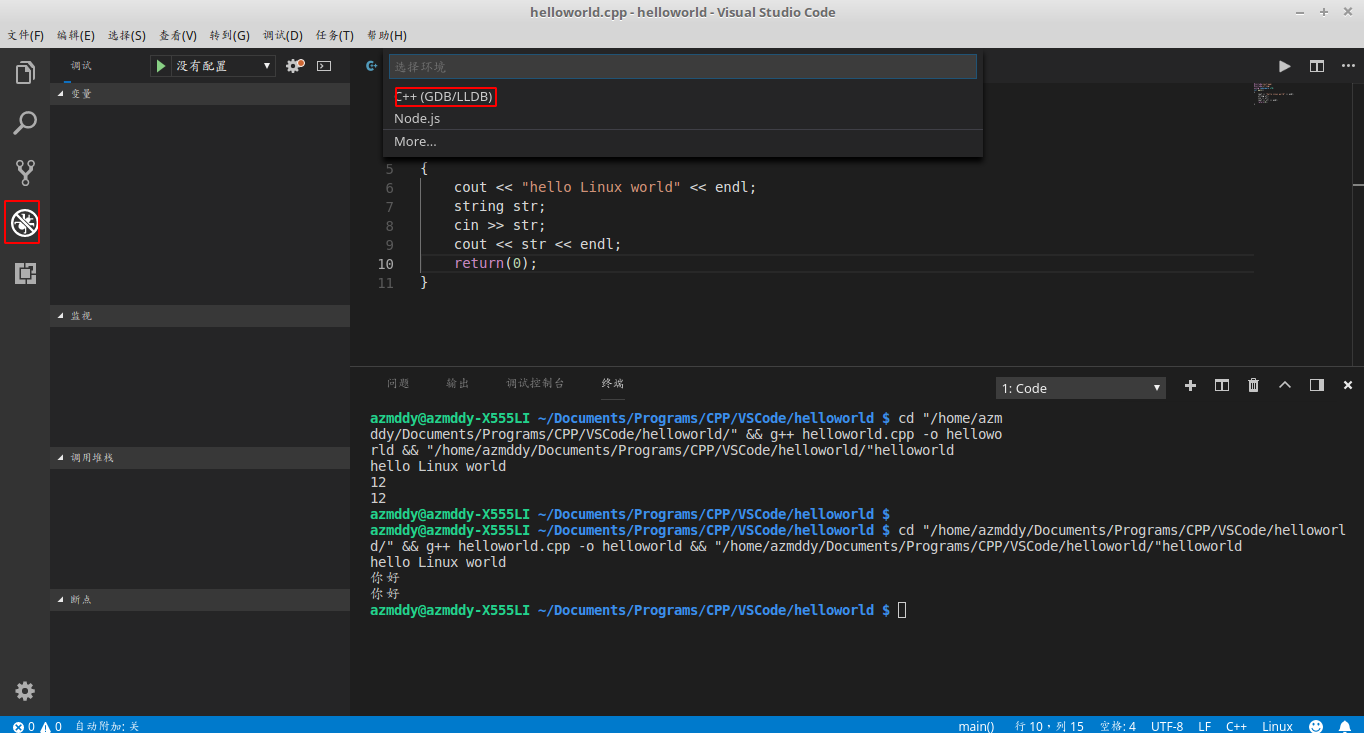 helloworld.cpp - helloworld - Visual Studio Code
文件(F) 编辑(E) 选择(S) 查看(V) 转到(G) 调试(D) 任务(T) 帮助(H)
调试 没有配置
选择环境
C++ (GDB/LLDB)
Node.js
More...
变量
监视
调用堆栈
断点
5 {
6 cout << "hello Linux world" << endl;
7 string str;
8 cin >> str;
9 cout << str << endl;
10 return(0);
11 }
问题 输出 调试控制台 终端 1: Code
azmddy@azmddy-X555LI ~/Documents/Programs/CPP/VSCode/helloworld $ cd "/home/azm
ddy/Documents/Programs/CPP/VSCode/helloworld/" && g++ helloworld.cpp -o hellowo
rld && "/home/azmddy/Documents/Programs/CPP/VSCode/helloworld/"helloworld
hello Linux world
12
12
azmddy@azmddy-X555LI ~/Documents/Programs/CPP/VSCode/helloworld $
azmddy@azmddy-X555LI ~/Documents/Programs/CPP/VSCode/helloworld $ cd "/home/azmddy/Documents/Programs/CPP/VSCode/helloworl
d/" && g++ helloworld.cpp -o helloworld && "/home/azmddy/Documents/Programs/CPP/VSCode/helloworld/"helloworld
hello Linux world
你好
你好
azmddy@azmddy-X555LI ~/Documents/Programs/CPP/VSCode/helloworld $
0 0 自动附加: 关 main() 行 10，列 15 空格: 4 UTF-8 LF C++ Linux